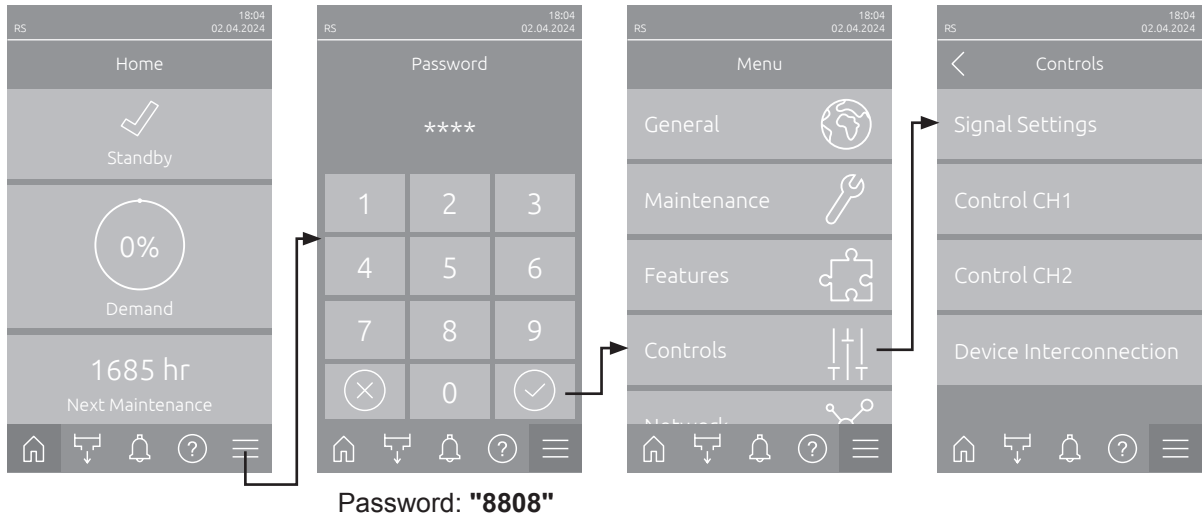 18:04
RS 02.04.2024
Home
Standby
0%
Demand
1685 hr
Next Maintenance
?
18:04
RS 02.04.2024
Password
****
1 2 3
4 5 6
7 8 9
0
?
Password: "8808"
18:04
RS 02.04.2024
Menu
General
Maintenance
Features
Controls
Network
?
18:04
RS 02.04.2024
Controls
Signal Settings
Control CH1
Control CH2
Device Interconnection
?